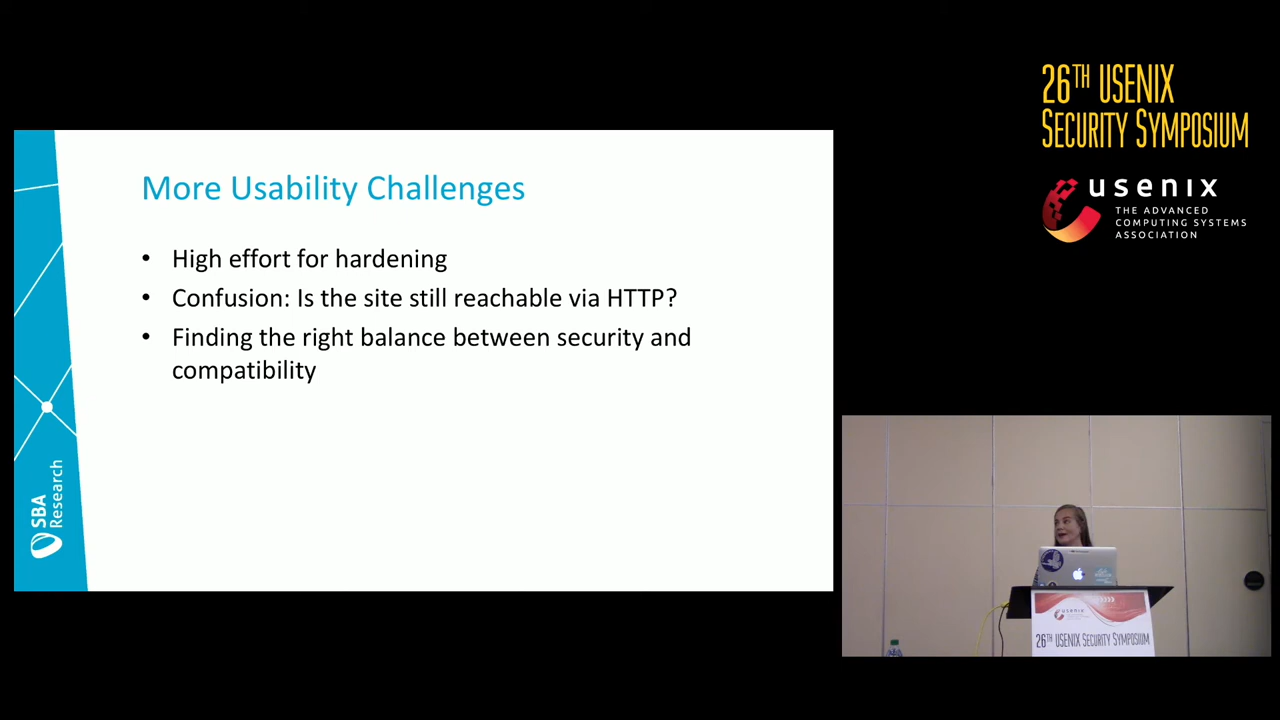 More Usability Challenges
• High effort for hardening
• Confusion: Is the site still reachable via HTTP?
• Finding the right balance between security and
compatibility
SBA
Research
26TH USENIX
SECURITY SYMPOSIUM
usenix
THE ADVANCED
COMPUTING SYSTEMS
ASSOCIATION
usenix
26TH USENIX SECURITY SYMPOSIUM